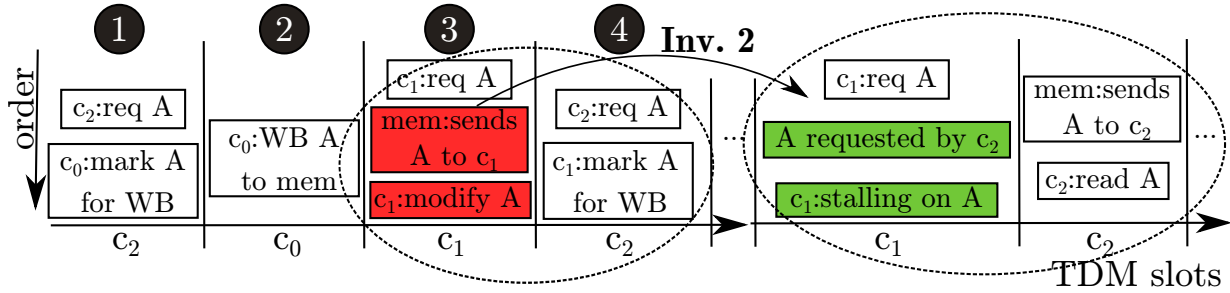 1
2
3
4
Inv. 2
order
c2:req A
c0:mark A
for WB
c0:WB A
to mem
c1:req A
mem:sends
A to c1
c1:modify A
c2:req A
c1:mark A
for WB
...
c1:req A
A requested by c2
c1:stalling on A
mem:sends
A to c2
c2:read A
...
c2
c0
c1
c2
c1
c2
TDM slots